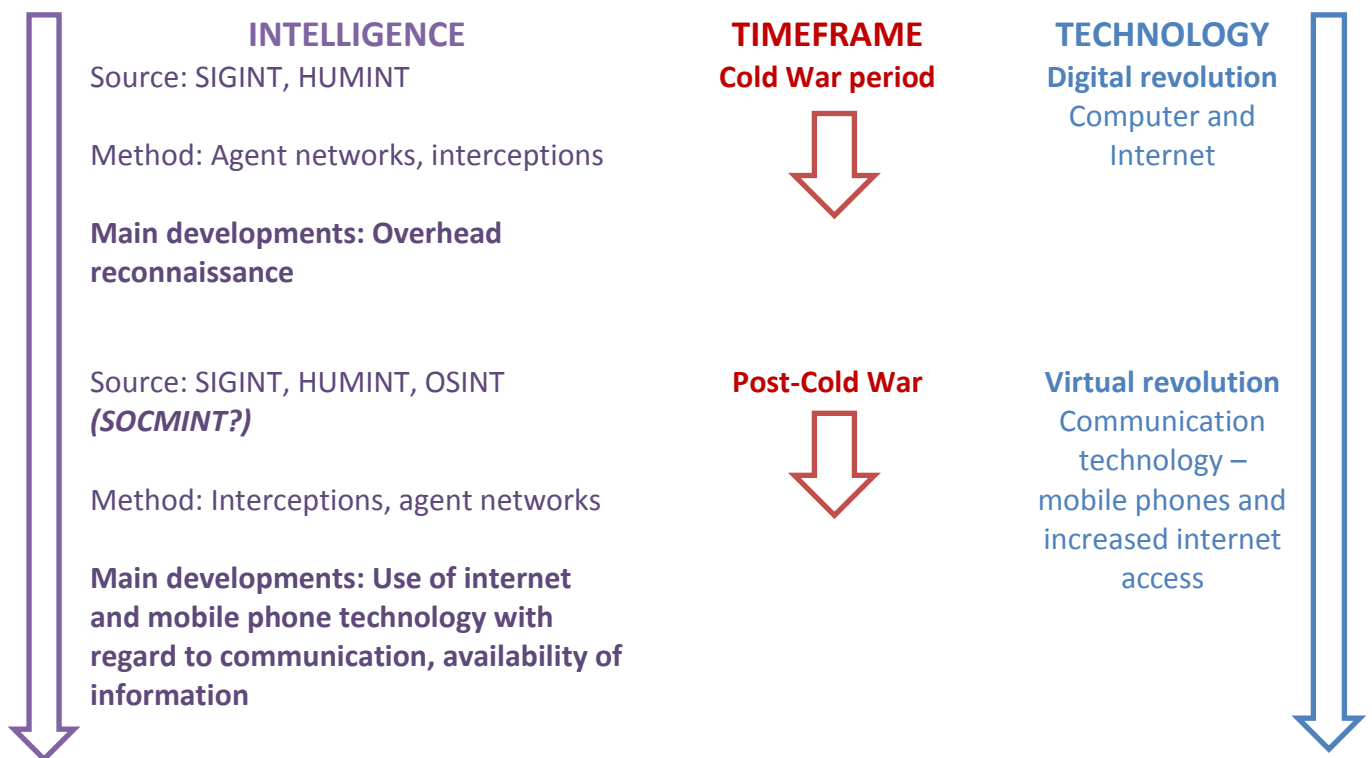 INTELLIGENCE
Source: SIGINT, HUMINT
Method: Agent networks, interceptions
Main developments: Overhead
reconnaissance
Source: SIGINT, HUMINT, OSINT
(SOCMINT?)
Method: Interceptions, agent networks
Main developments: Use of internet
and mobile phone technology with
regard to communication, availability of
information
TIMEFRAME
Cold War period
Post-Cold War
TECHNOLOGY
Digital revolution
Computer and
Internet
Virtual revolution
Communication
technology –
mobile phones and
increased internet
access